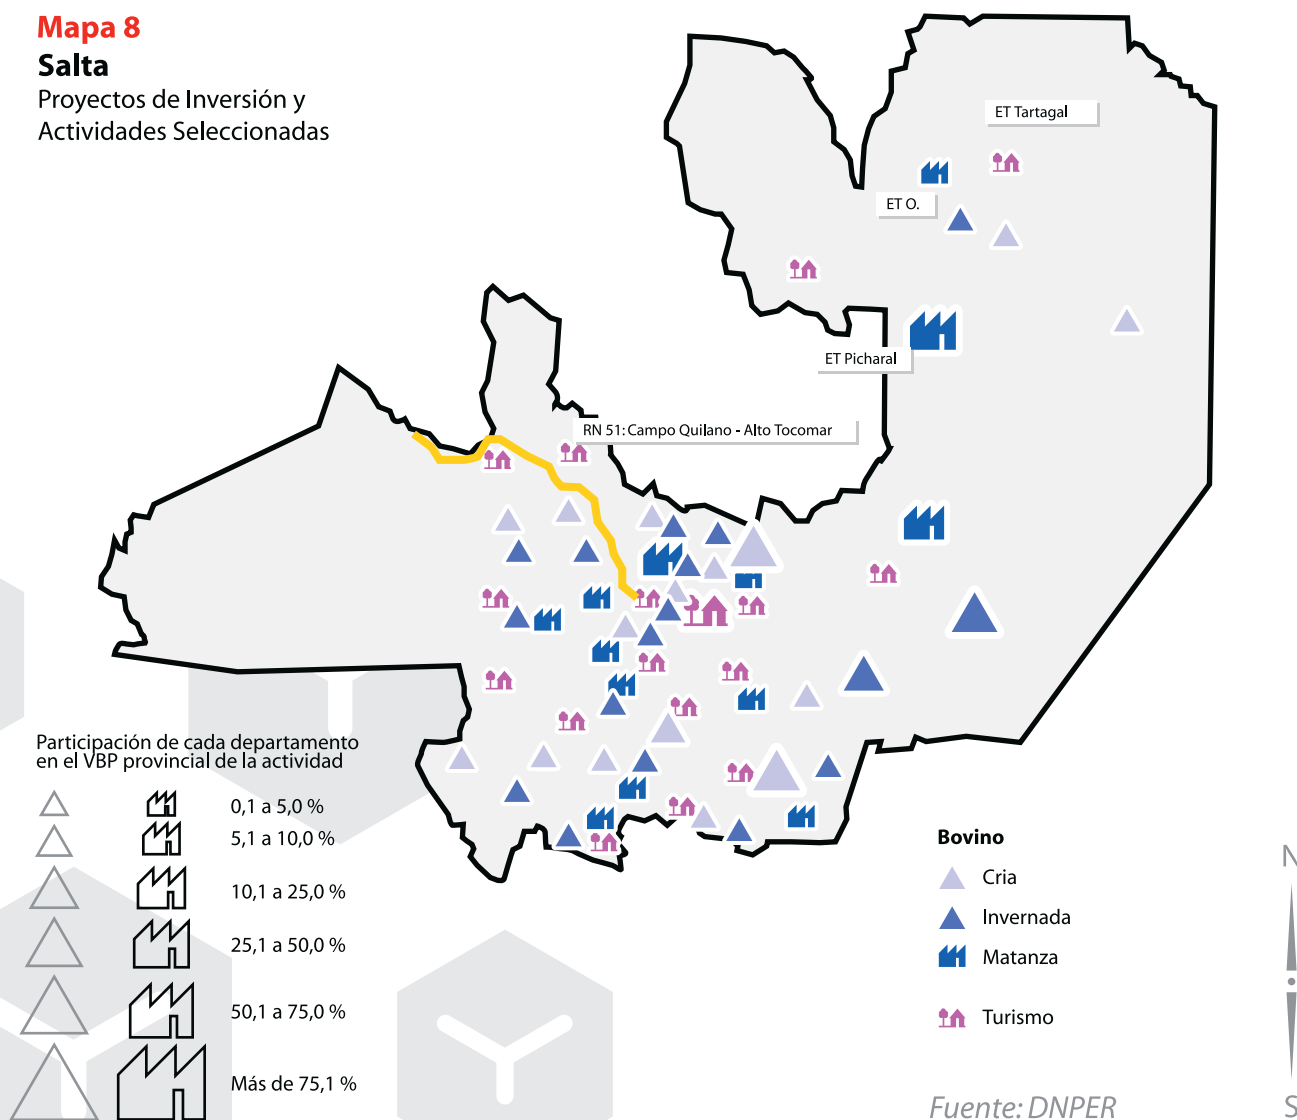 Mapa 8
Salta
Proyectos de Inversión y
Actividades Seleccionadas
ET Tartagal
ET O.
ET Picharal
RN 51: Campo Quilano - Alto Tocomar
Participación de cada departamento
en el VBP provincial de la actividad
0,1 a 5,0 %
5,1 a 10,0 %
10,1 a 25,0 %
25,1 a 50,0 %
50,1 a 75,0 %
Más de 75,1 %
Bovino
Cria
Invernada
Matanza
Turismo
N
S
Fuente: DNPER